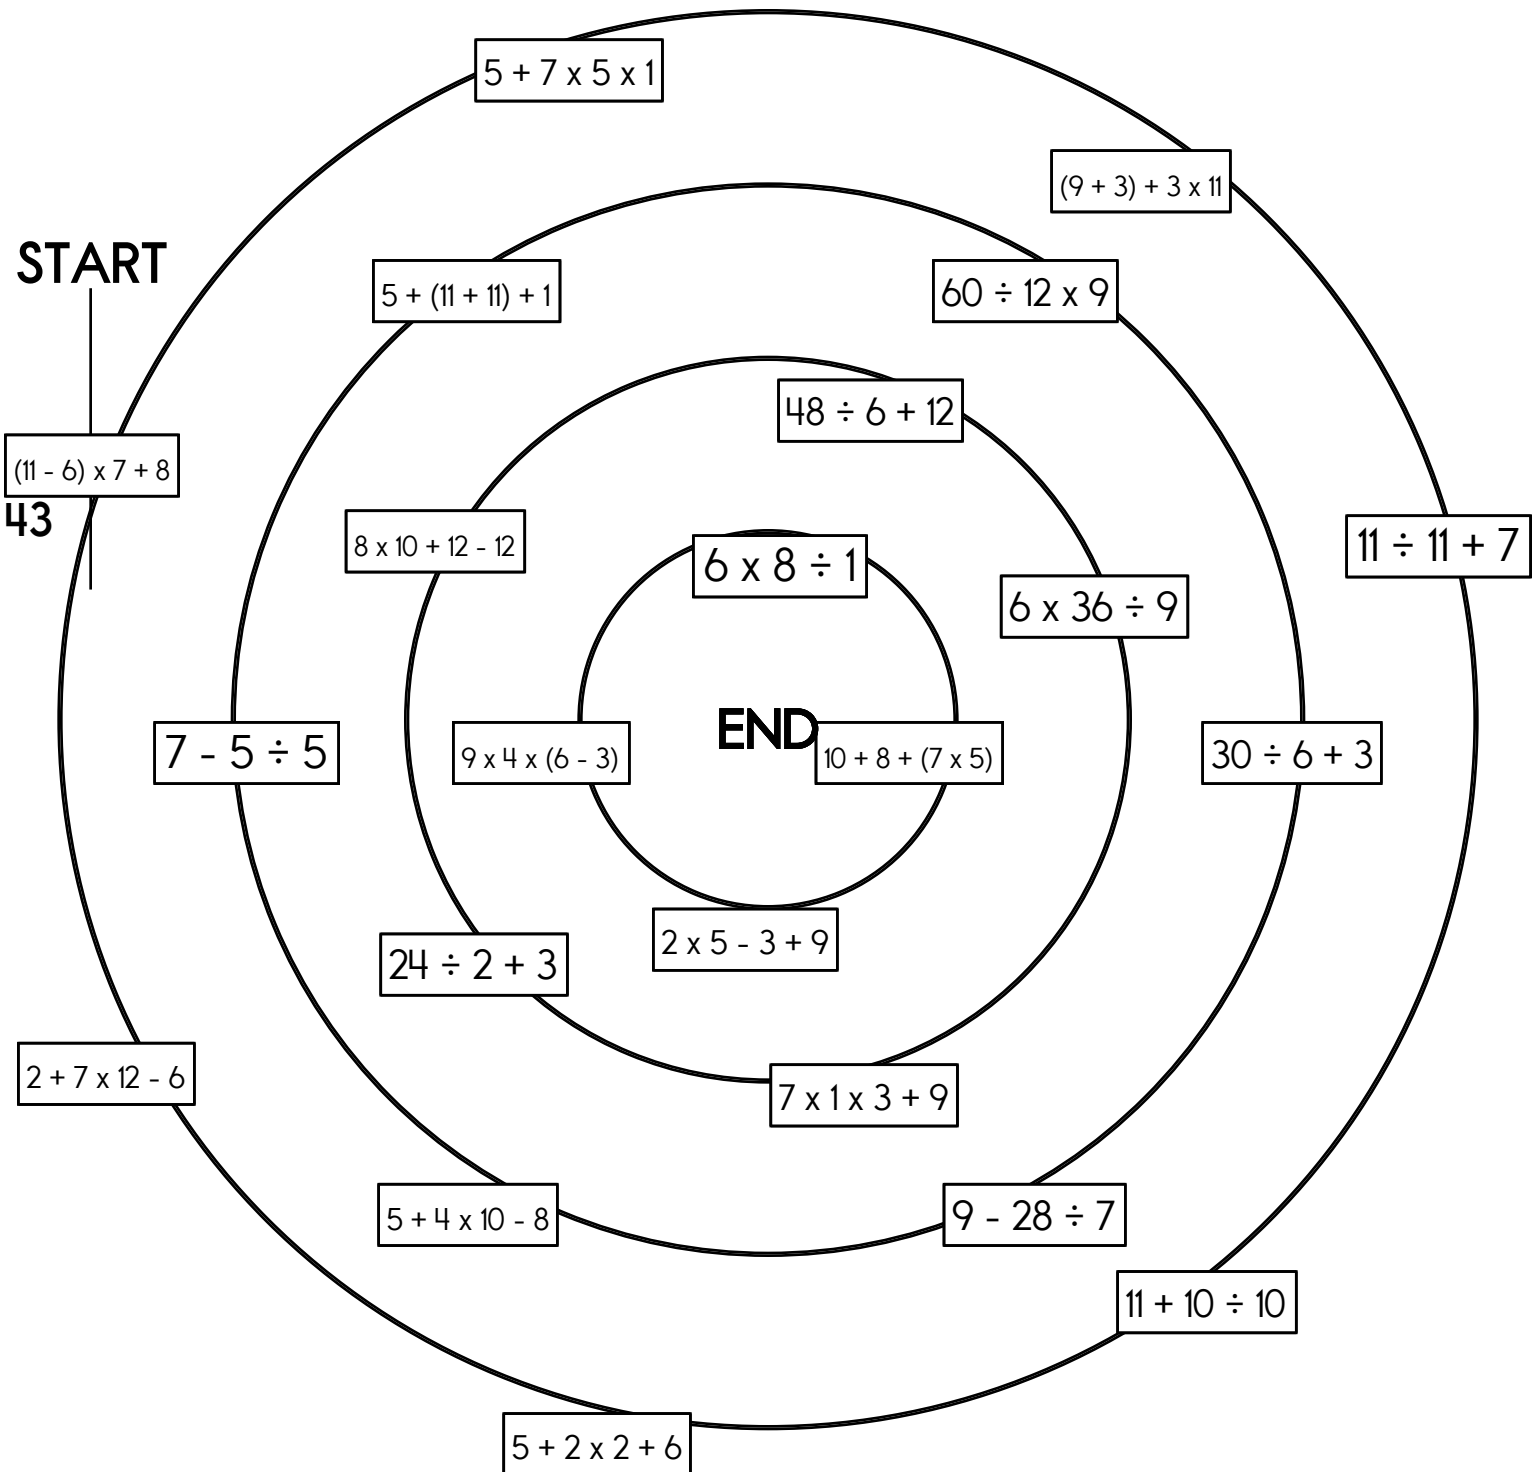 5 + 7 x 5 x 1
(9 + 3) + 3 x 11
START
5 + (11 + 11) + 1
60 ÷ 12 x 9
48 ÷ 6 + 12
(11 - 6) x 7 + 8
43
8 x 10 + 12 - 12
11 ÷ 11 + 7
6 x 8 ÷ 1
6 x 36 ÷ 9
7 - 5 ÷ 5
9 x 4 x (6 - 3)
END
10 + 8 + (7 x 5)
30 ÷ 6 + 3
2 x 5 - 3 + 9
24 ÷ 2 + 3
2 + 7 x 12 - 6
7 x 1 x 3 + 9
5 + 4 x 10 - 8
9 - 28 ÷ 7
11 + 10 ÷ 10
5 + 2 x 2 + 6